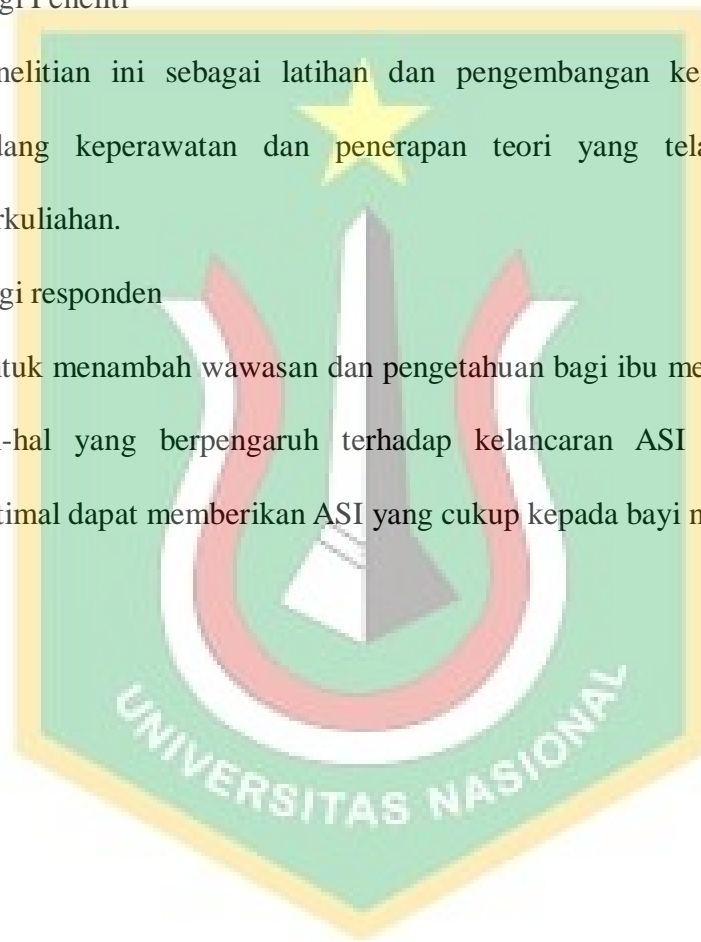 gi Peneliti
nelitian ini sebagai latihan dan pengembangan ke
dang keperawatan dan penerapan teori yang tela
rkuliahan.
gi responden
tuk menambah wawasan dan pengetahuan bagi ibu me
-hal yang berpengaruh terhadap kelancaran ASI
timal dapat memberikan ASI yang cukup kepada bayi n
UNIVERSITAS NASIONAL